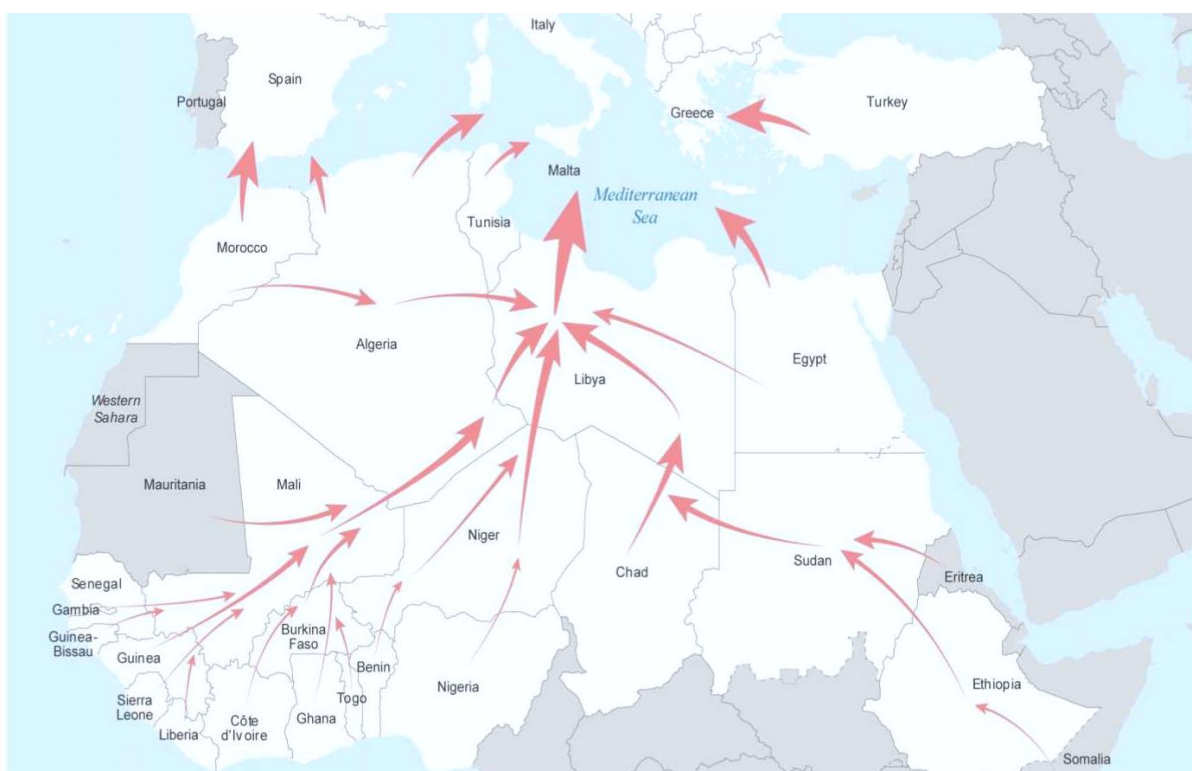 Italy
Spain
Portugal
Greece
Turkey
Malta
Mediterranean
Sea
Tunisia
Morocco
Algeria
Libya
Egypt
Western
Sahara
Mauritania
Mali
Niger
Chad
Sudan
Eritrea
Senegal
Gambia
Guinea-
Bissau
Guinea
Burkina
Faso
Benin
Togo
Nigeria
Ethiopia
Sierra
Leone
Liberia
Côte
d'Ivoire
Ghana
Somalia